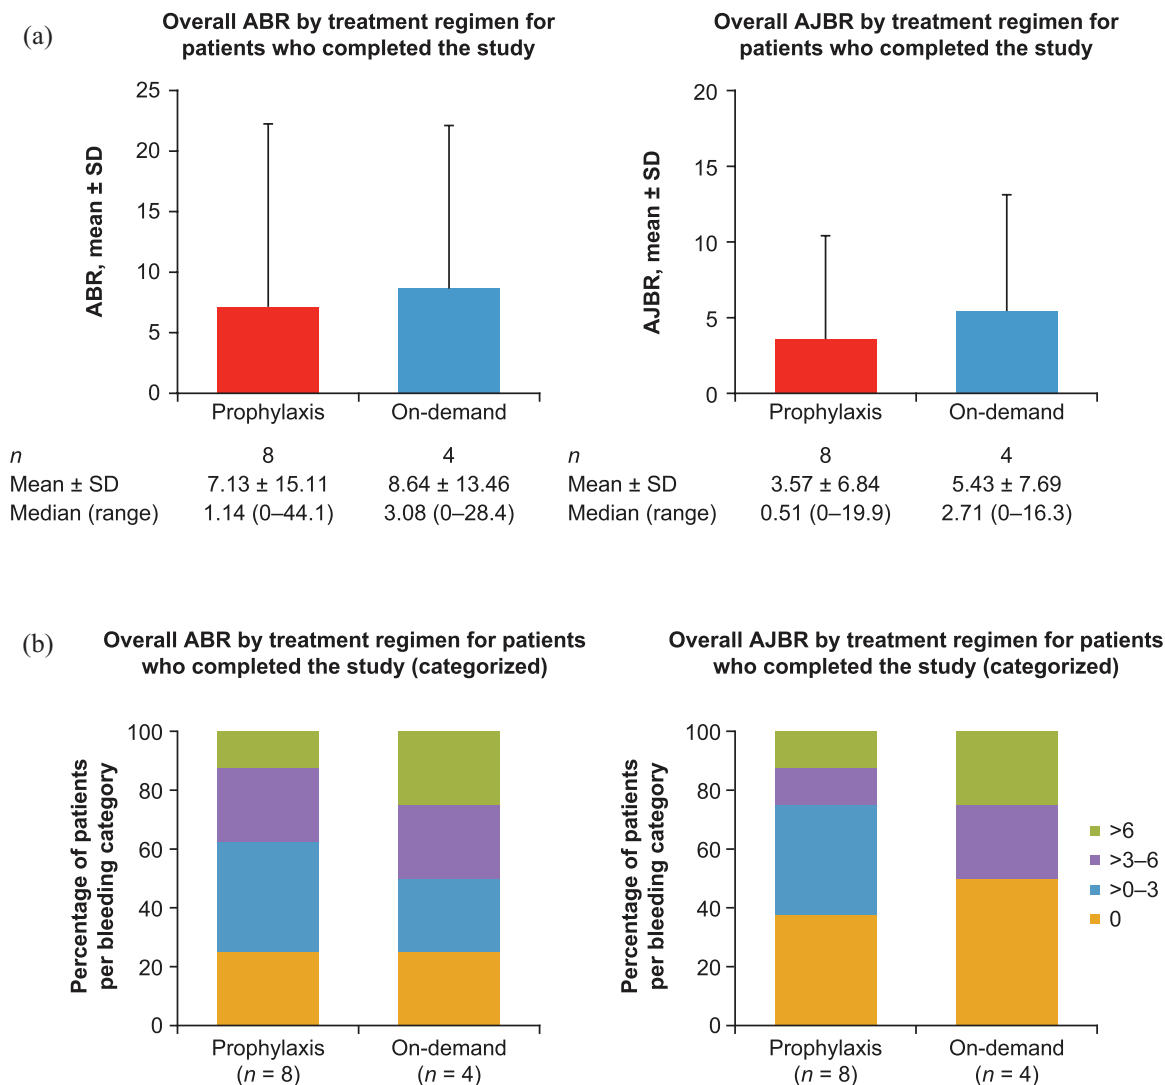 (a)
Overall ABR by treatment regimen for
patients who completed the study
25
20
15
10
5
0
ABR, mean ± SD
Prophylaxis On-demand
n 8 4
Mean ± SD 7.13 ± 15.11 8.64 ± 13.46
Median (range) 1.14 (0–44.1) 3.08 (0–28.4)
Overall AJBR by treatment regimen for
patients who completed the study
20
15
10
5
0
AJBR, mean ± SD
Prophylaxis On-demand
n 8 4
Mean ± SD 3.57 ± 6.84 5.43 ± 7.69
Median (range) 0.51 (0–19.9) 2.71 (0–16.3)
(b)
Overall ABR by treatment regimen for patients
who completed the study (categorized)
100
80
60
40
20
0
Percentage of patients
per bleeding category
Prophylaxis On-demand
(n = 8) (n = 4)
Overall AJBR by treatment regimen for patients
who completed the study (categorized)
100
80
60
40
20
0
Percentage of patients
per bleeding category
Prophylaxis On-demand
(n = 8) (n = 4)
>6
>3–6
>0–3
0